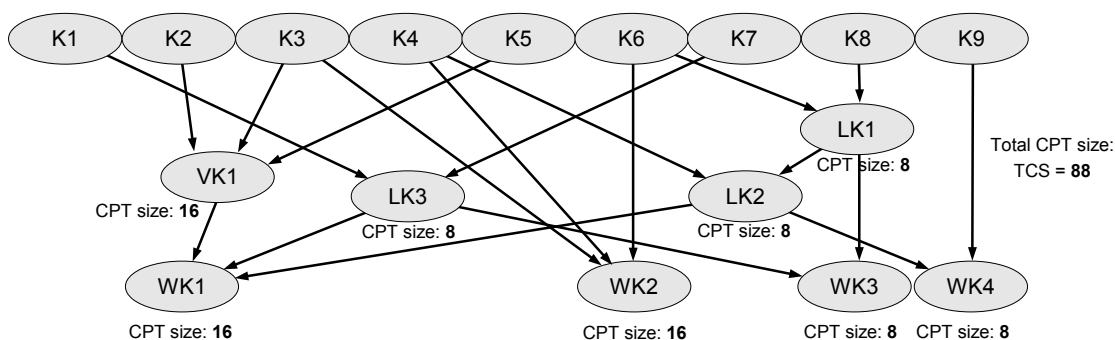 K1 K2 K3 K4 K5 K6 K7 K8 K9
LK1
Total CPT size:
TCS = 88
CPT size: 8
VK1
LK3
LK2
CPT size: 16
CPT size: 8
CPT size: 8
WK1 WK2 WK3 WK4
CPT size: 16 CPT size: 16 CPT size: 8 CPT size: 8